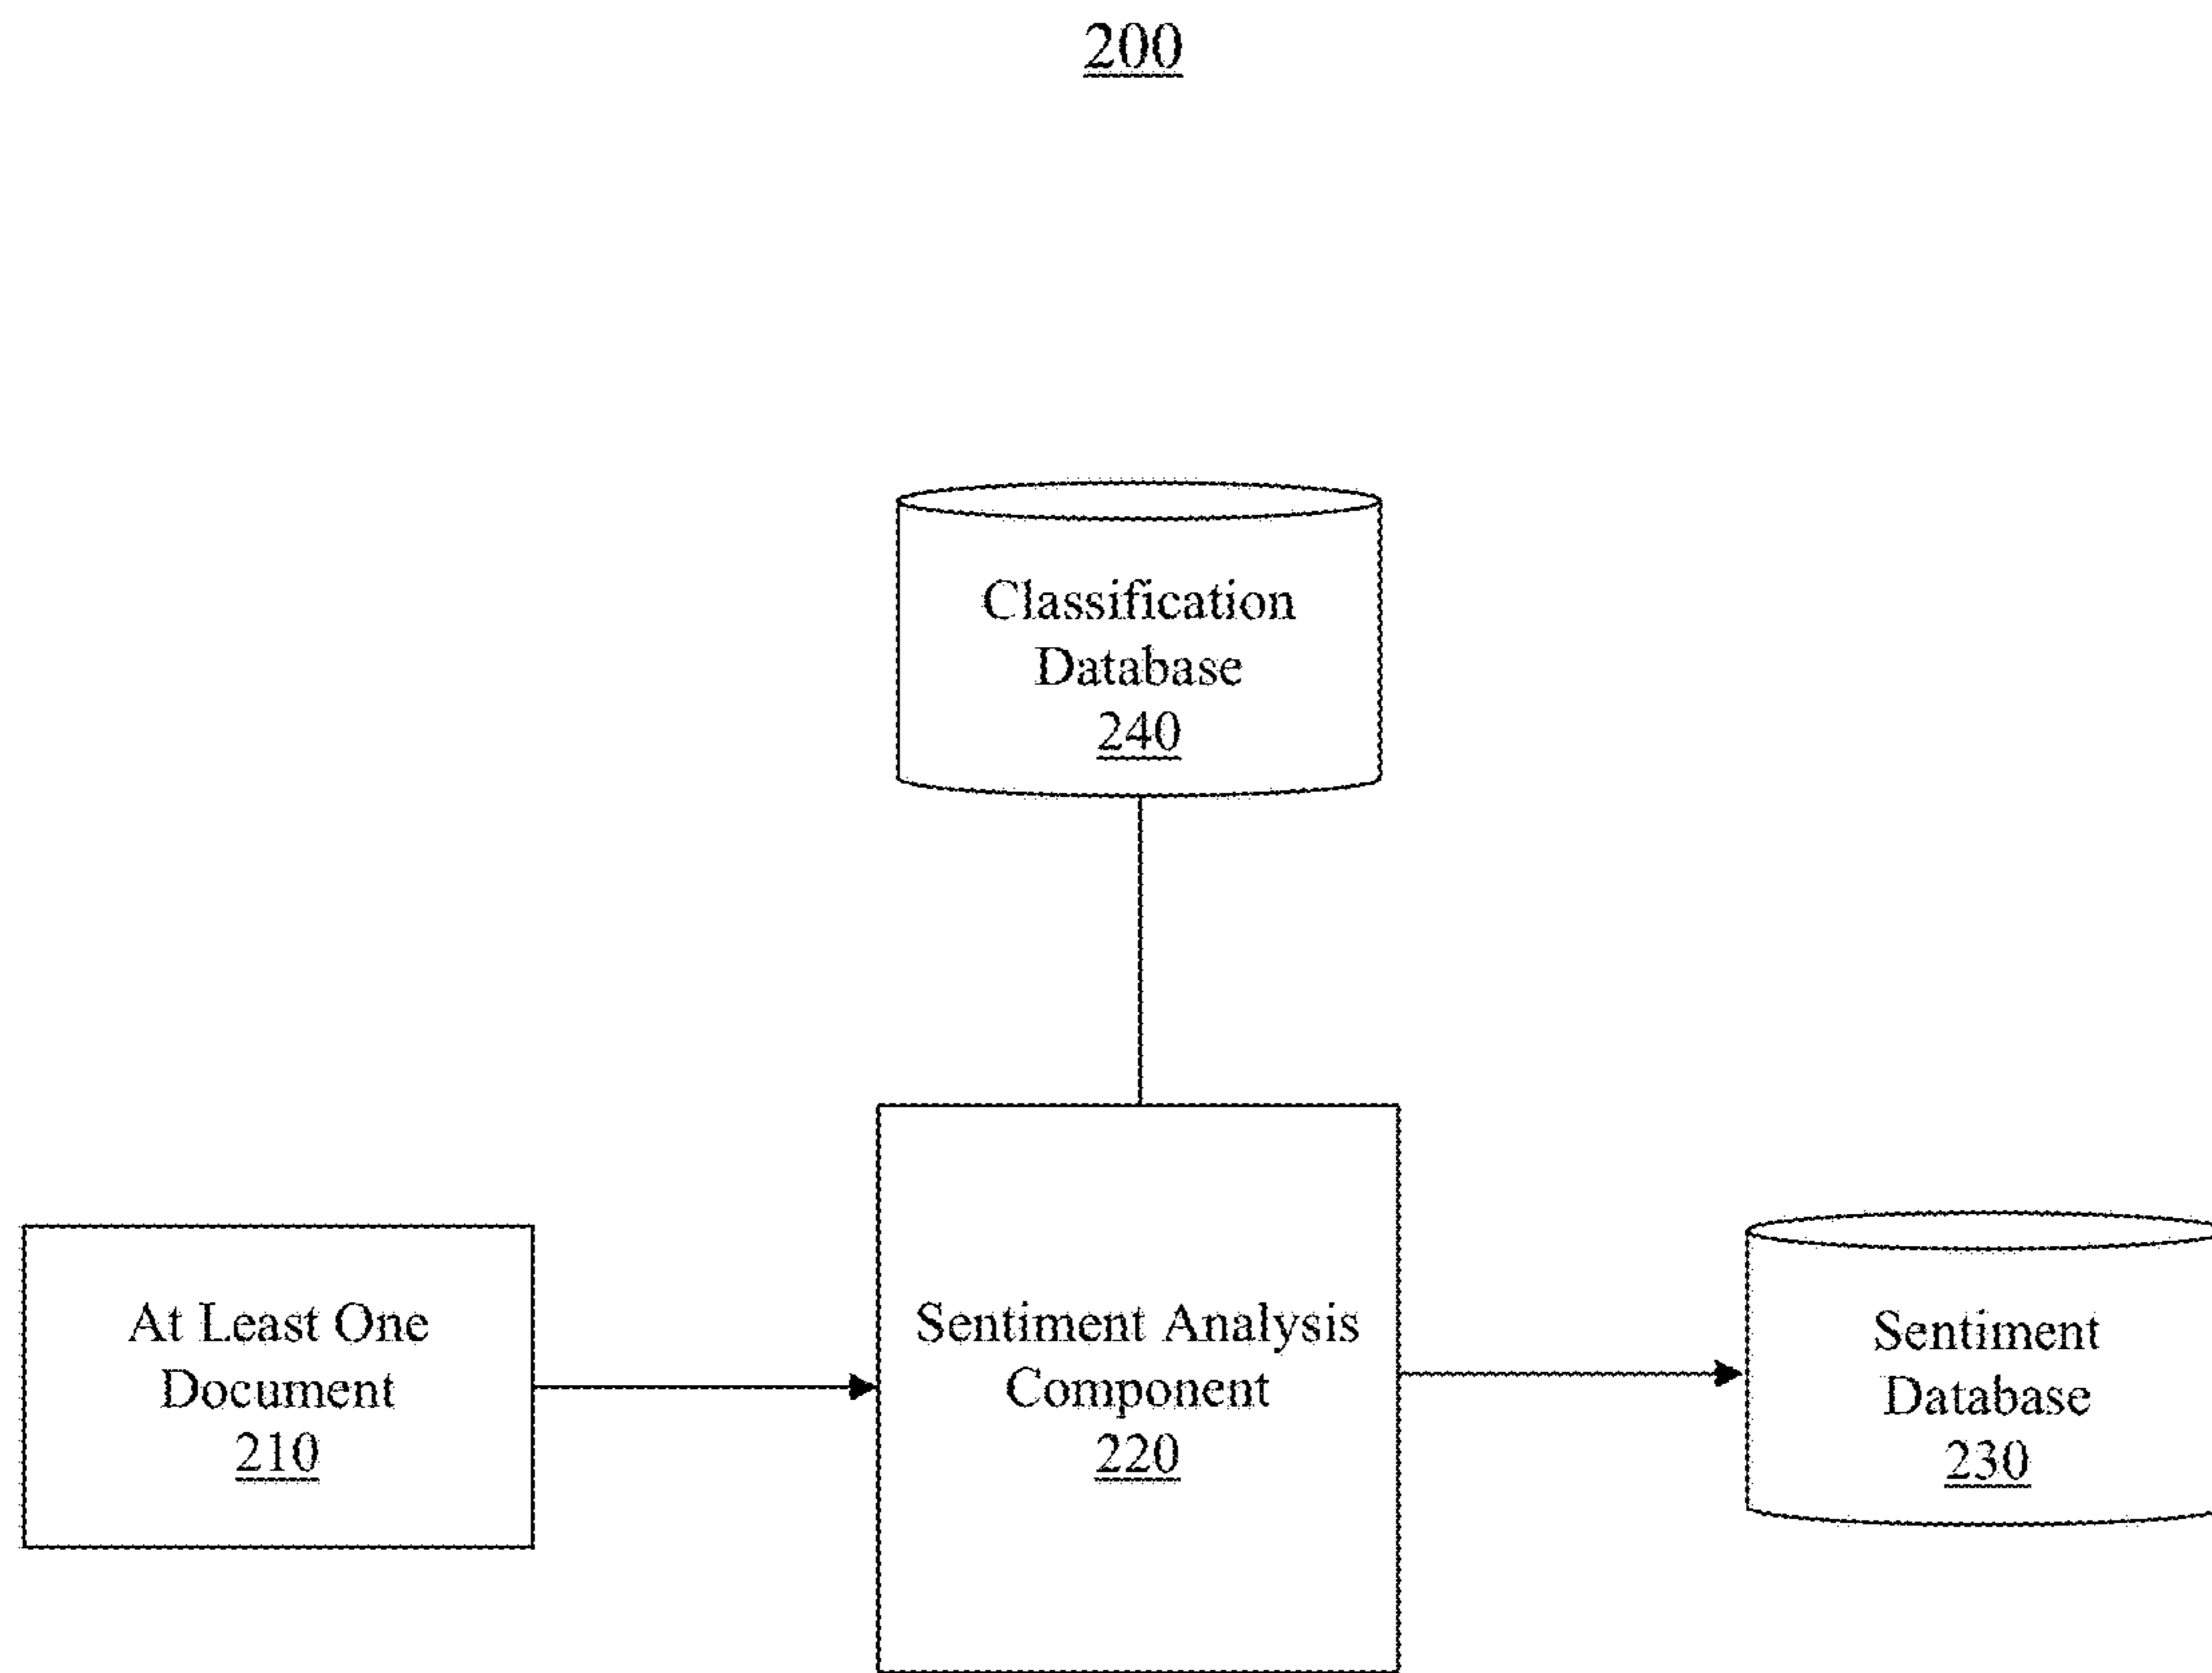 200
Classification
Database
240
At Least One
Document
210
Sentiment Analysis
Component
220
Sentiment
Database
230